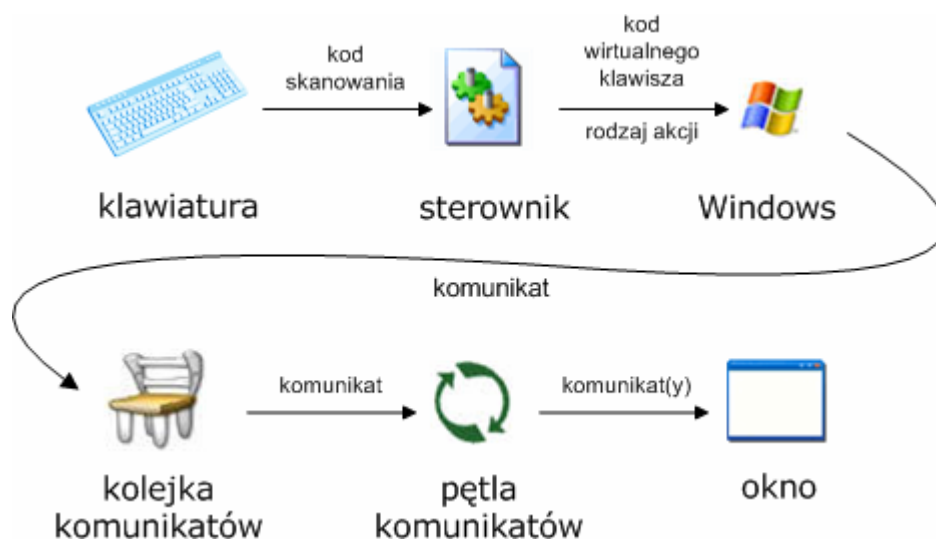 kod
skanowania
kod
wirtualnego
klawisza
rodzaj akcji
klawiatura
sterownik
Windows
komunikat
komunikat
komunikat(y)
kolejka
komunikatów
pętla
komunikatów
okno